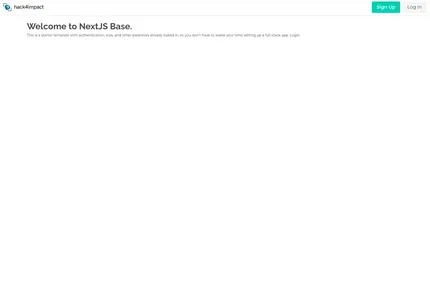 hack4impact
Sign Up
Log In
Welcome to NextJS Base.
This is a starter template with authentication, jest, and other essentials already baked in, so you don't have to waste your time setting up a full-stack app. Login